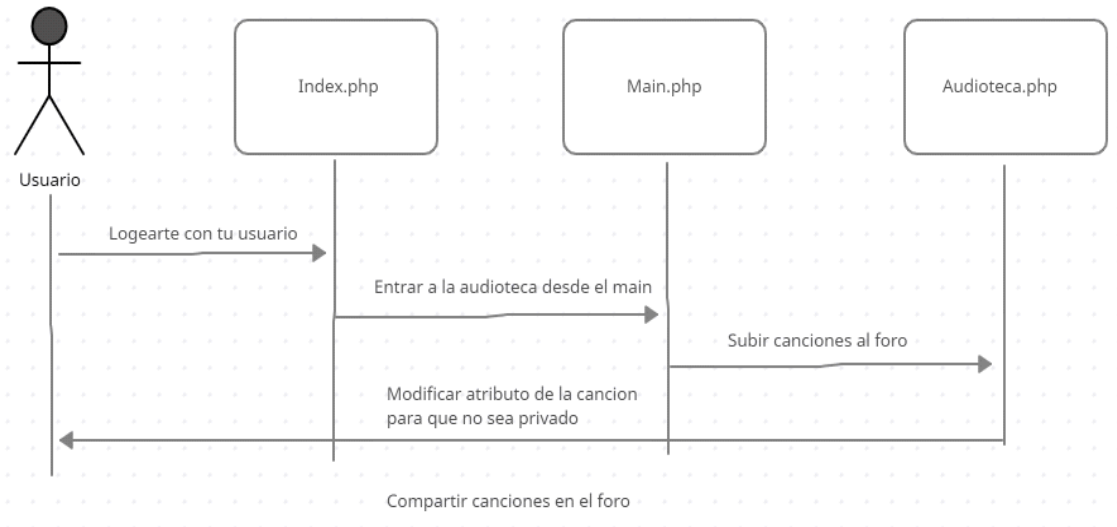 Index.php
Main.php
Audioteca.php
Usuario
Logearte con tu usuario
Entrar a la audioteca desde el main
Subir canciones al foro
Modificar atributo de la cancion
para que no sea privado
Compartir canciones en el foro